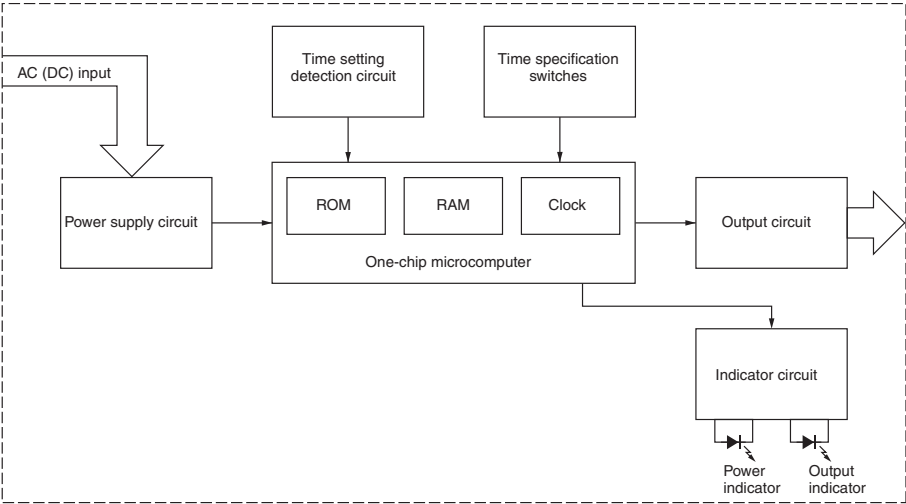 AC (DC) input
Time setting
detection circuit
Time specification
switches
Power supply circuit
ROM
RAM
Clock
One-chip microcomputer
Output circuit
Indicator circuit
Power
indicator
Output
indicator